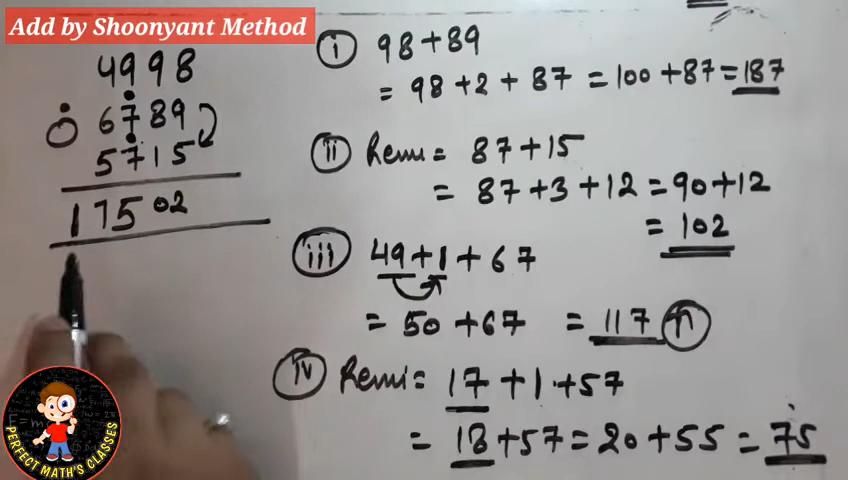 Add by Shoonyant Method
4998
6789
5715
17502
i 98+89
= 98+2+87 = 100+87 = 187
ii Remi = 87+15
= 87+3+12 = 90+12
= 102
iii 49+1+67
= 50+67 = 117
iv Remi = 17+1+57
= 18+57 = 20+55 = 75
PERFECT MATH'S CLASSES